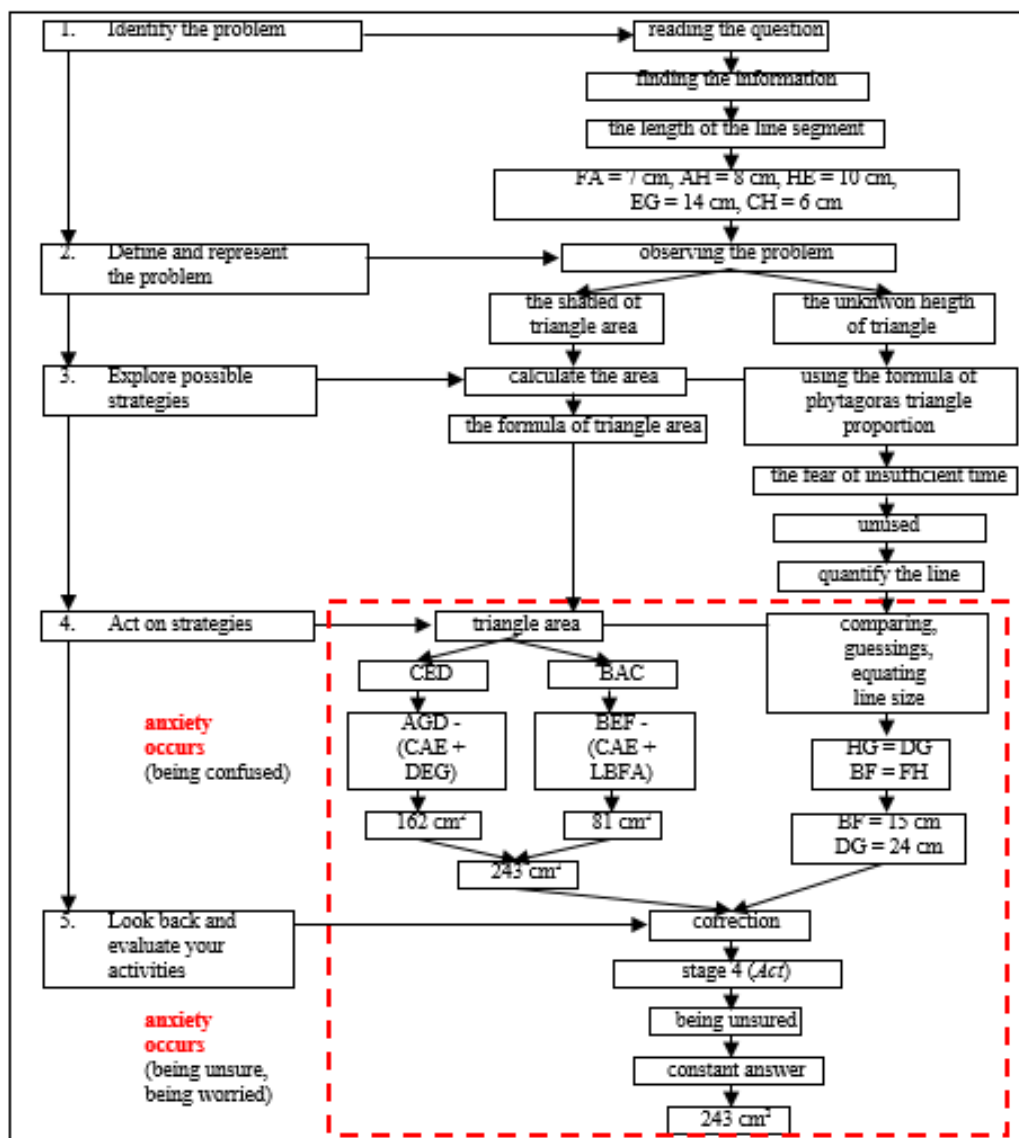 1. Identify the problem
reading the question
finding the information
the length of the line segment
FA = 7 cm, AH = 8 cm, HE = 10 cm,
EG = 14 cm, CH = 6 cm
2. Define and represent
the problem
observing the problem
the shaded of
triangle area
the unknwon heigth
of triangle
3. Explore possible
strategies
calculate the area
using the formula of
phytagoras triangle
proportion
the formula of triangle area
the fear of insufficient time
unused
quantify the line
4. Act on strategies
triangle area
comparing,
guessings,
equating
line size
CED
BAC
anxiety
occurs
(being confused)
AGD -
(CAE +
DEG)
BEF -
(CAE +
LBFA)
HG = DG
BF = FH
162 cm²
81 cm²
BF = 15 cm
DG = 24 cm
243 cm²
5. Look back and
evaluate your
activities
correction
stage 4 (Act)
anxiety
occurs
(being unsure,
being worried)
being unsured
constant answer
243 cm²